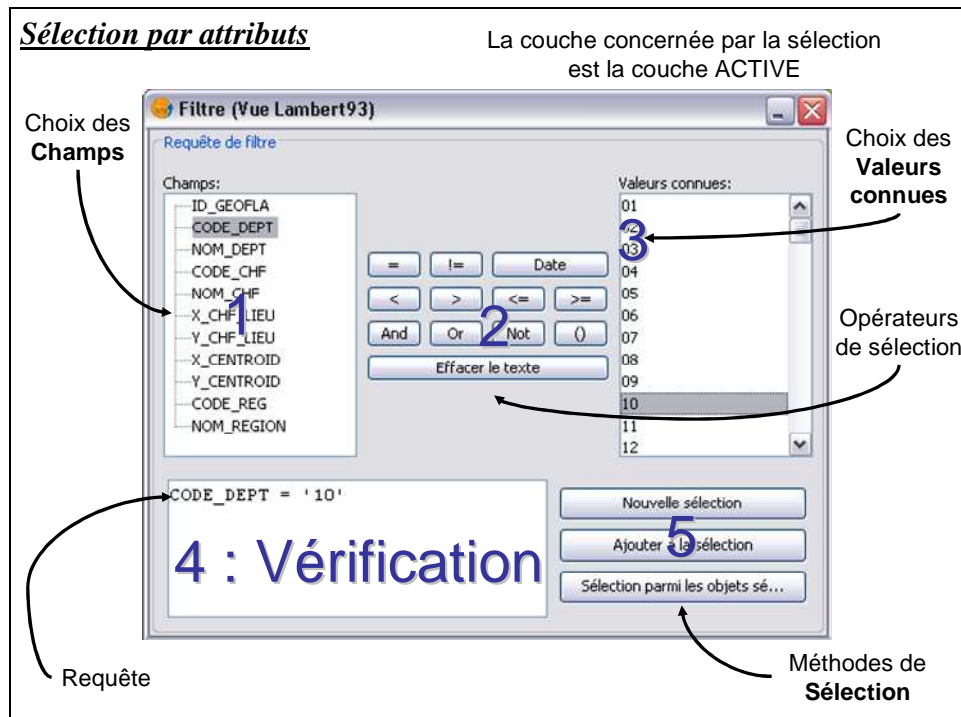 Sélection par attributs
La couche concernée par la sélection
est la couche ACTIVE
Choix des
Champs
Filtre (Vue Lambert93)
Requête de filtre
Champs:
ID_GEOFLA
CODE_DEPT
NOM_DEPT
CODE_CHF
NOM_CHF
X_CHF_LIEU
Y_CHF_LIEU
X_CENTROID
Y_CENTROID
CODE_REG
NOM_REGION
1
= != Date
< > <= >=
And Or Not ()
Effacer le texte
2
Valeurs connues:
01
02
03
04
05
06
07
08
09
10
11
12
3
Choix des
Valeurs
connues
Opérateurs
de sélection
CODE_DEPT = '10'
4 : Vérification
Nouvelle sélection
Ajouter à la sélection
Sélection parmi les objets sé...
5
Requête
Méthodes de
Sélection